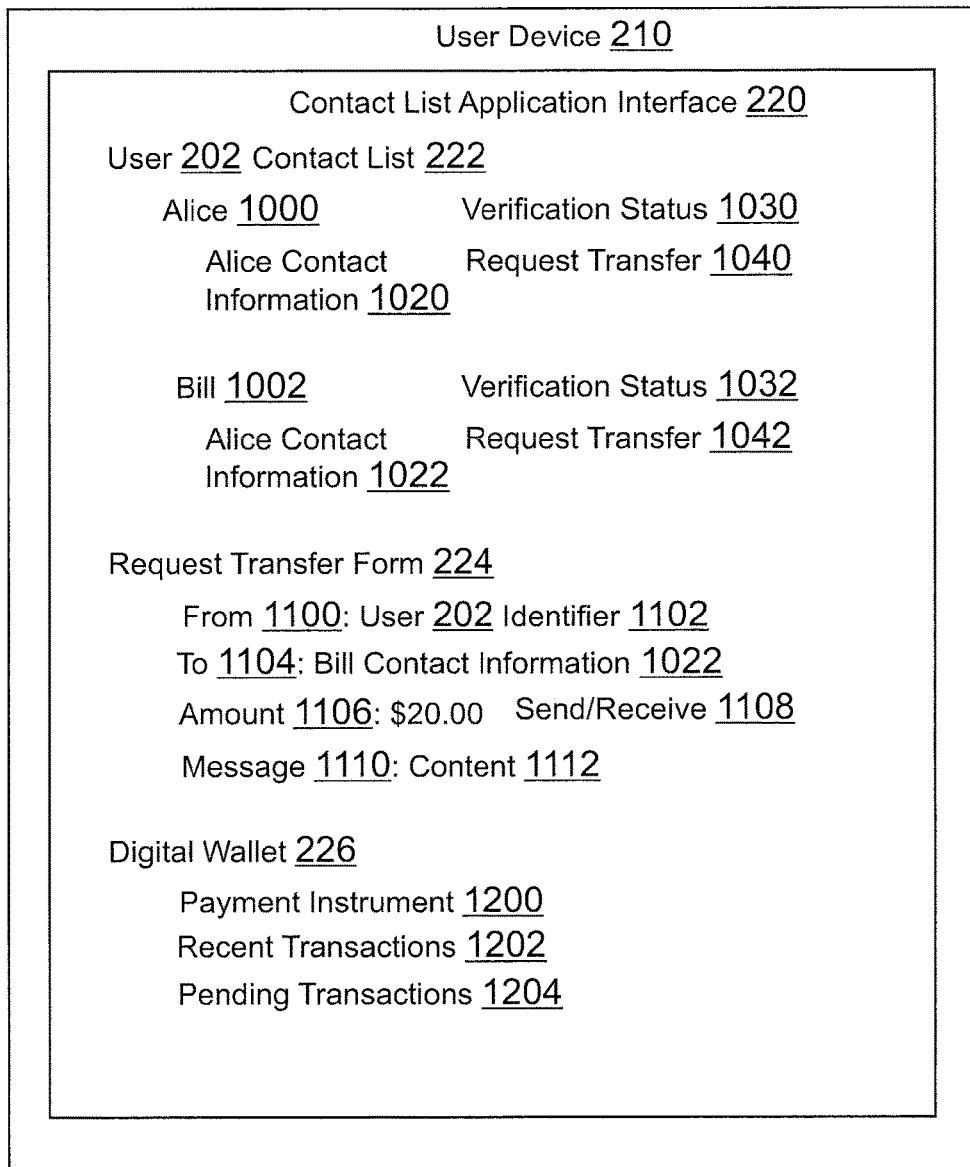 User Device 210
Contact List Application Interface 220
User 202 Contact List 222
Alice 1000 Verification Status 1030
Alice Contact Request Transfer 1040
Information 1020
Bill 1002 Verification Status 1032
Alice Contact Request Transfer 1042
Information 1022
Request Transfer Form 224
From 1100: User 202 Identifier 1102
To 1104: Bill Contact Information 1022
Amount 1106: $20.00 Send/Receive 1108
Message 1110: Content 1112
Digital Wallet 226
Payment Instrument 1200
Recent Transactions 1202
Pending Transactions 1204